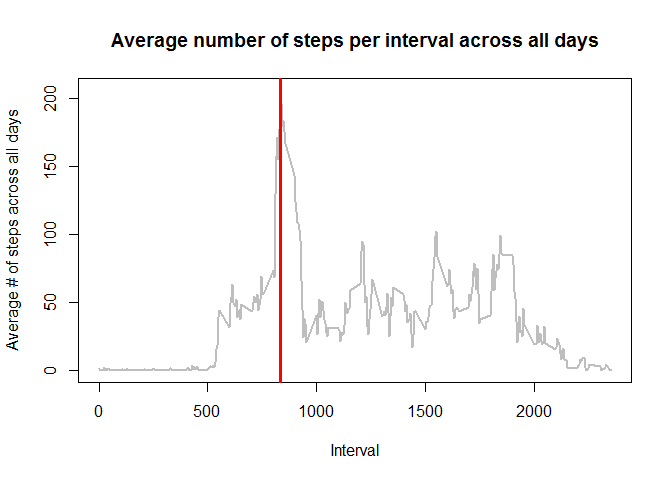 Average number of steps per interval across all days
Average # of steps across all days
200
150
100
50
0
0 500 1000 1500 2000
Interval